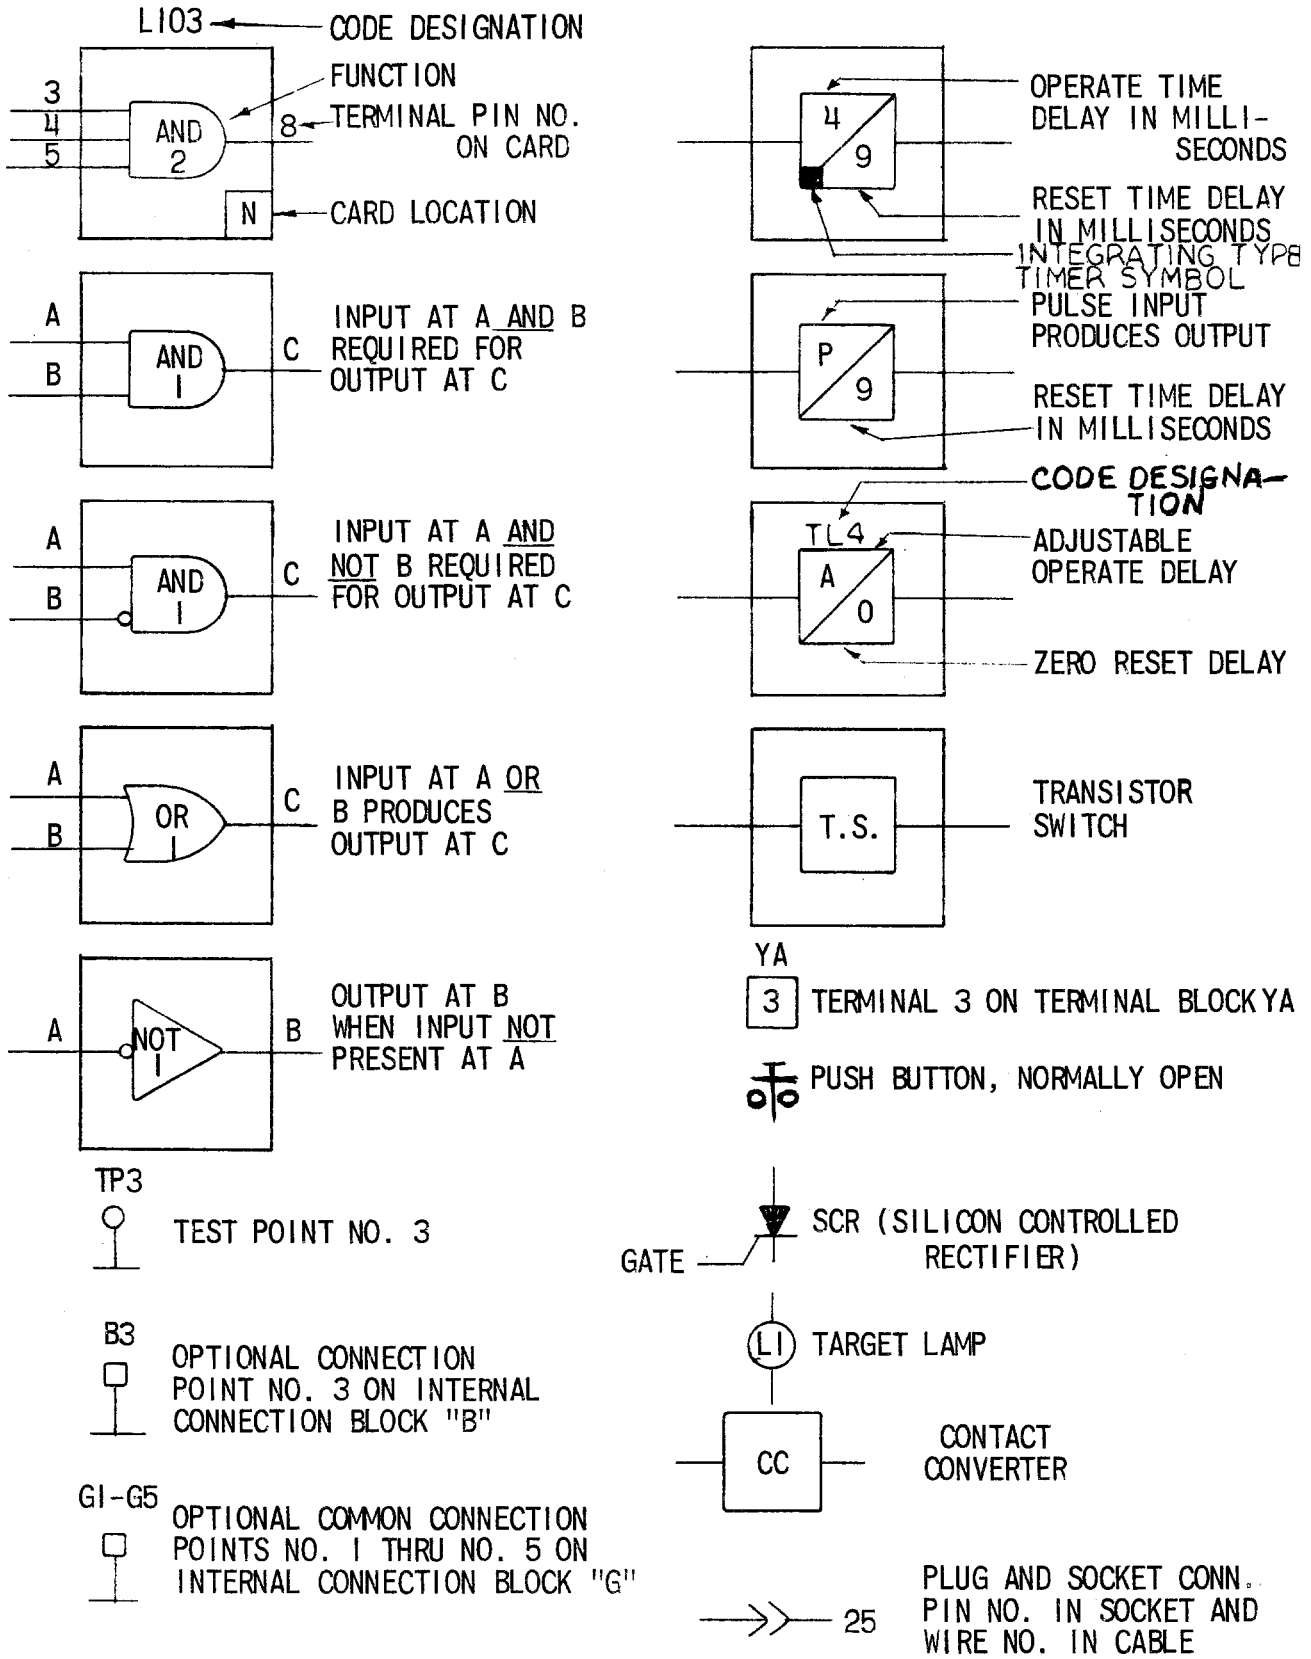 L103
CODE DESIGNATION
FUNCTION
3
4
5
AND
2
8
TERMINAL PIN NO.
ON CARD
N
CARD LOCATION
A
B
AND
1
C
INPUT AT A AND B
REQUIRED FOR
OUTPUT AT C
A
B
AND
1
C
INPUT AT A AND
NOT B REQUIRED
FOR OUTPUT AT C
A
B
OR
1
C
INPUT AT A OR
B PRODUCES
OUTPUT AT C
A
NOT
1
B
OUTPUT AT B
WHEN INPUT NOT
PRESENT AT A
TP3
TEST POINT NO. 3
B3
OPTIONAL CONNECTION
POINT NO. 3 ON INTERNAL
CONNECTION BLOCK "B"
G1-G5
OPTIONAL COMMON CONNECTION
POINTS NO. 1 THRU NO. 5 ON
INTERNAL CONNECTION BLOCK "G"
4
9
OPERATE TIME
DELAY IN MILLI-
SECONDS
RESET TIME DELAY
IN MILLISECONDS
INTEGRATING TYPE
TIMER SYMBOL
P
9
PULSE INPUT
PRODUCES OUTPUT
RESET TIME DELAY
IN MILLISECONDS
CODE DESIGNA-
TION
TL4
A
0
ADJUSTABLE
OPERATE DELAY
ZERO RESET DELAY
T.S.
TRANSISTOR
SWITCH
YA
3
TERMINAL 3 ON TERMINAL BLOCK YA
PUSH BUTTON, NORMALLY OPEN
GATE
SCR (SILICON CONTROLLED
RECTIFIER)
L1
TARGET LAMP
CC
CONTACT
CONVERTER
25
PLUG AND SOCKET CONN.
PIN NO. IN SOCKET AND
WIRE NO. IN CABLE